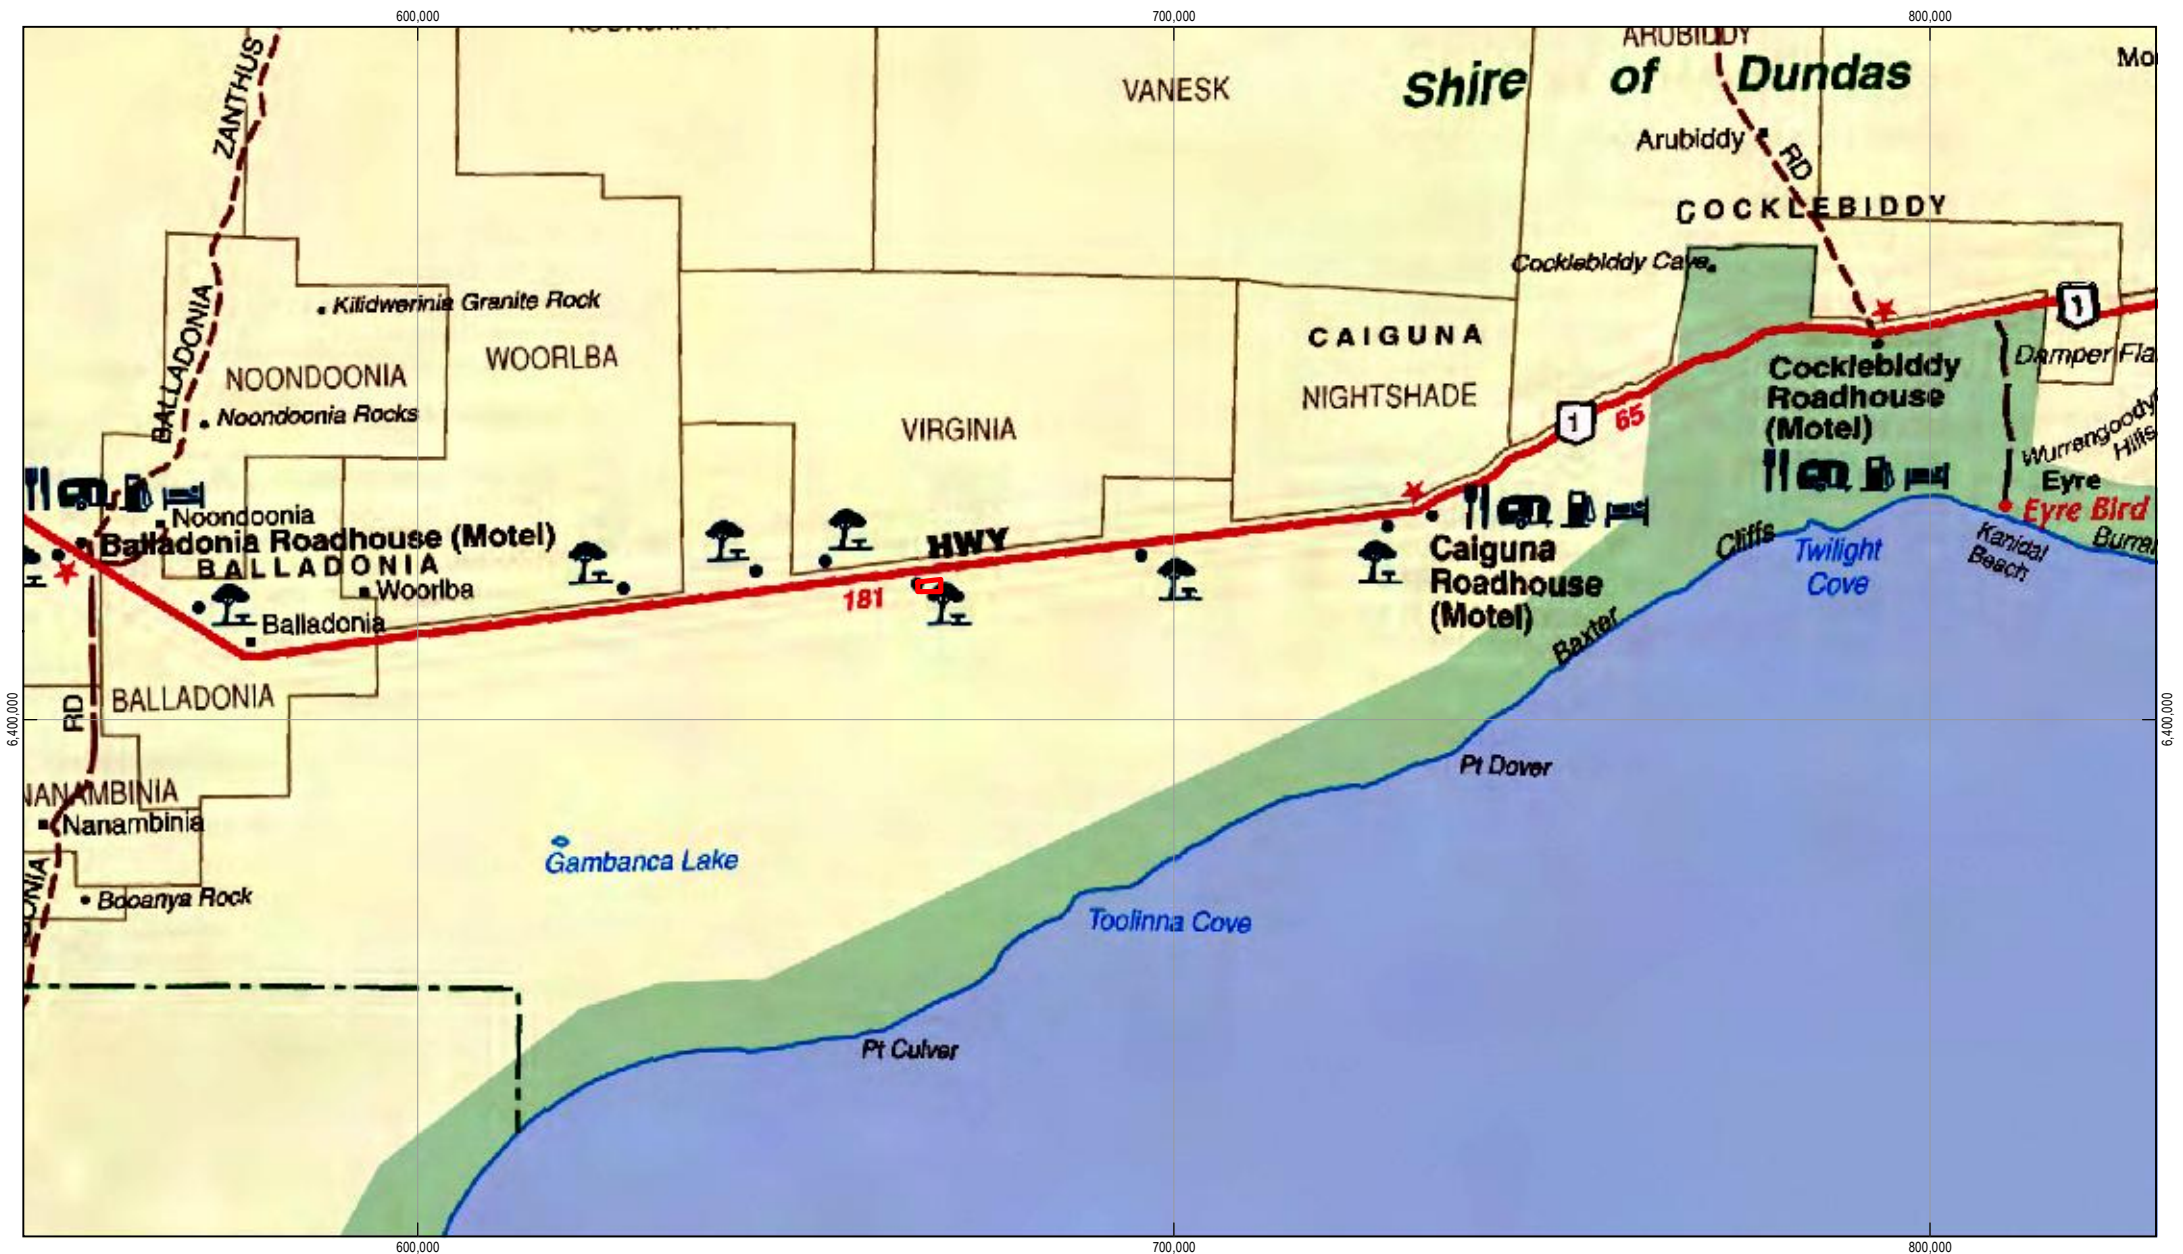 600,000
700,000
800,000
ZANTHUS
VANESK
Shire of Dundas
ARUBIDDY
Arubiddy
RD
COCKLEBIDDY
Cocklebiddy Cave
BALLADONIA
Kilidwerinia Granite Rock
WOORLBA
NOONDOONIA
Noondoonia Rocks
CAIGUNA
NIGHTSHADE
VIRGINIA
1
65
1
Damper Fla
Cocklebiddy
Roadhouse
(Motel)
Wurrengoody
Hills
Eyre
Eyre Bird
Kanidal
Beach
Burra
Noondoonia
Balladonia Roadhouse (Motel)
BALLADONIA
Woorlba
Balladonia
HWY
181
Caiguna
Roadhouse
(Motel)
Baxter
Cliffs
Twilight
Cove
RD
BALLADONIA
6,400,000
6,400,000
NANAMBINIA
Nanambinia
Booanya Rock
Gambanca Lake
Pt Dover
Toolinna Cove
Pt Culver
600,000
700,000
800,000